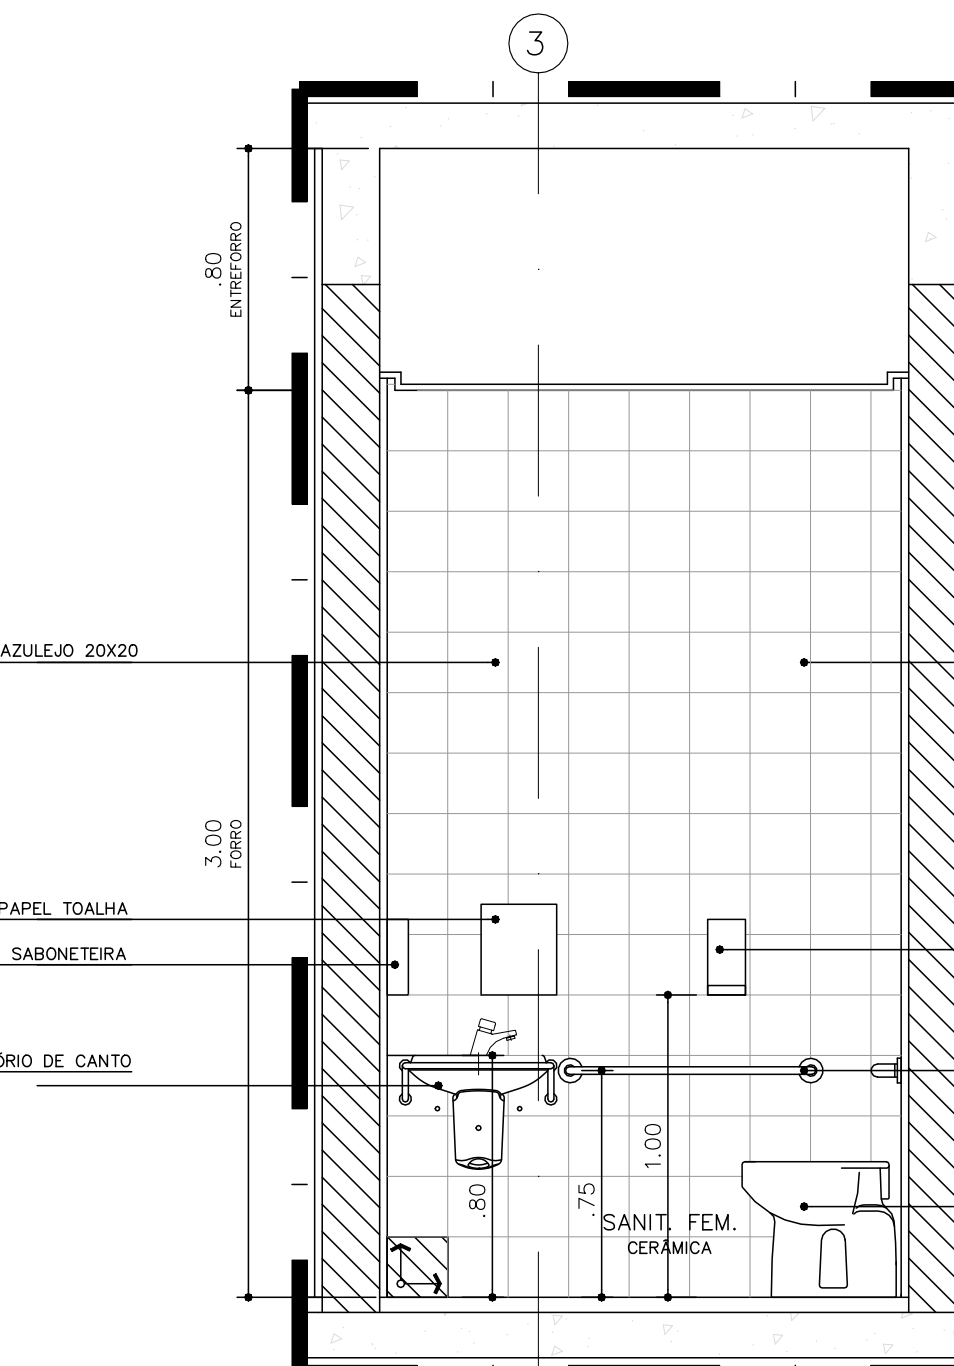 3
.80
ENTREFORRO
AZULEJO 20X20
3.00
FORRO
PAPEL TOALHA
SABONETEIRA
DE CANTO
.80
.75
1.00
SANIT. FEM.
CERÂMICA